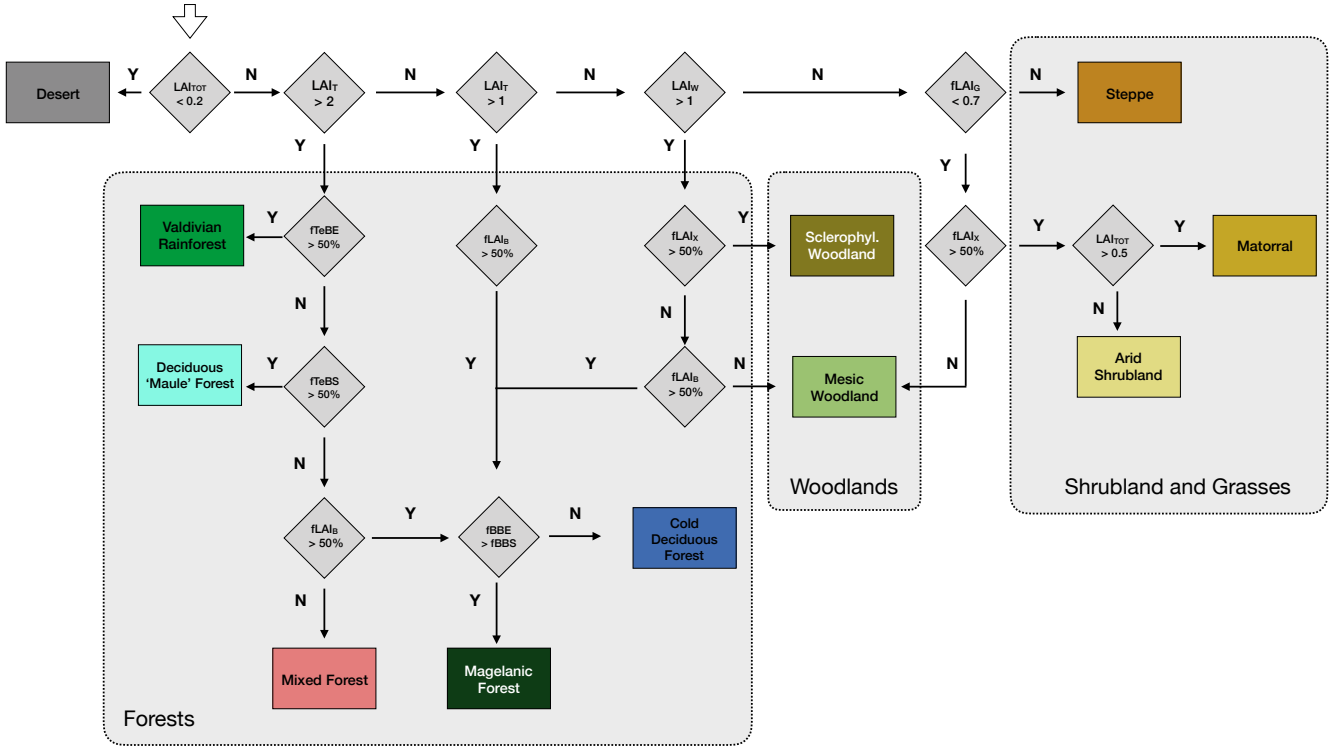 Y
N
N
N
N
N
Desert
LAITOT
< 0.2
LAIT
> 2
LAIT
> 1
LAIW
> 1
fLAIG
< 0.7
Steppe
Y
Y
Y
Y
Valdivian
Rainforest
Y
fTeBE
> 50%
fLAIB
> 50%
fLAIX
> 50%
Y
Sclerophyl.
Woodland
fLAIX
> 50%
Y
LAITOT
> 0.5
Y
Matorral
N
N
N
Deciduous
‘Maule’ Forest
Y
fTeBS
> 50%
Y
Y
fLAIB
> 50%
N
Mesic
Woodland
N
Arid
Shrubland
N
Woodlands
Shrubland and Grasses
fLAIB
> 50%
Y
fBBE
> fBBS
N
Cold
Deciduous
Forest
N
Y
Mixed Forest
Magelanic
Forest
Forests